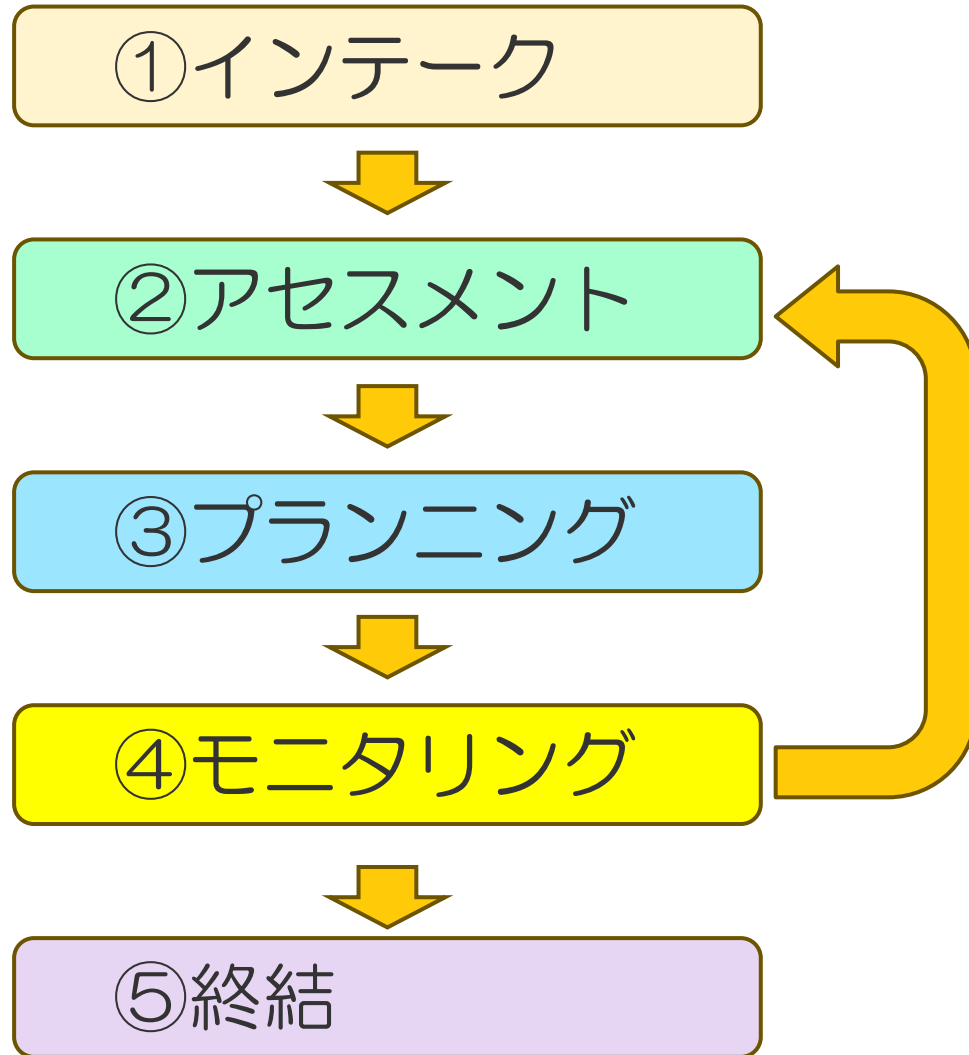 ①インテーク
②アセスメント
③プランニング
④モニタリング
⑤終結